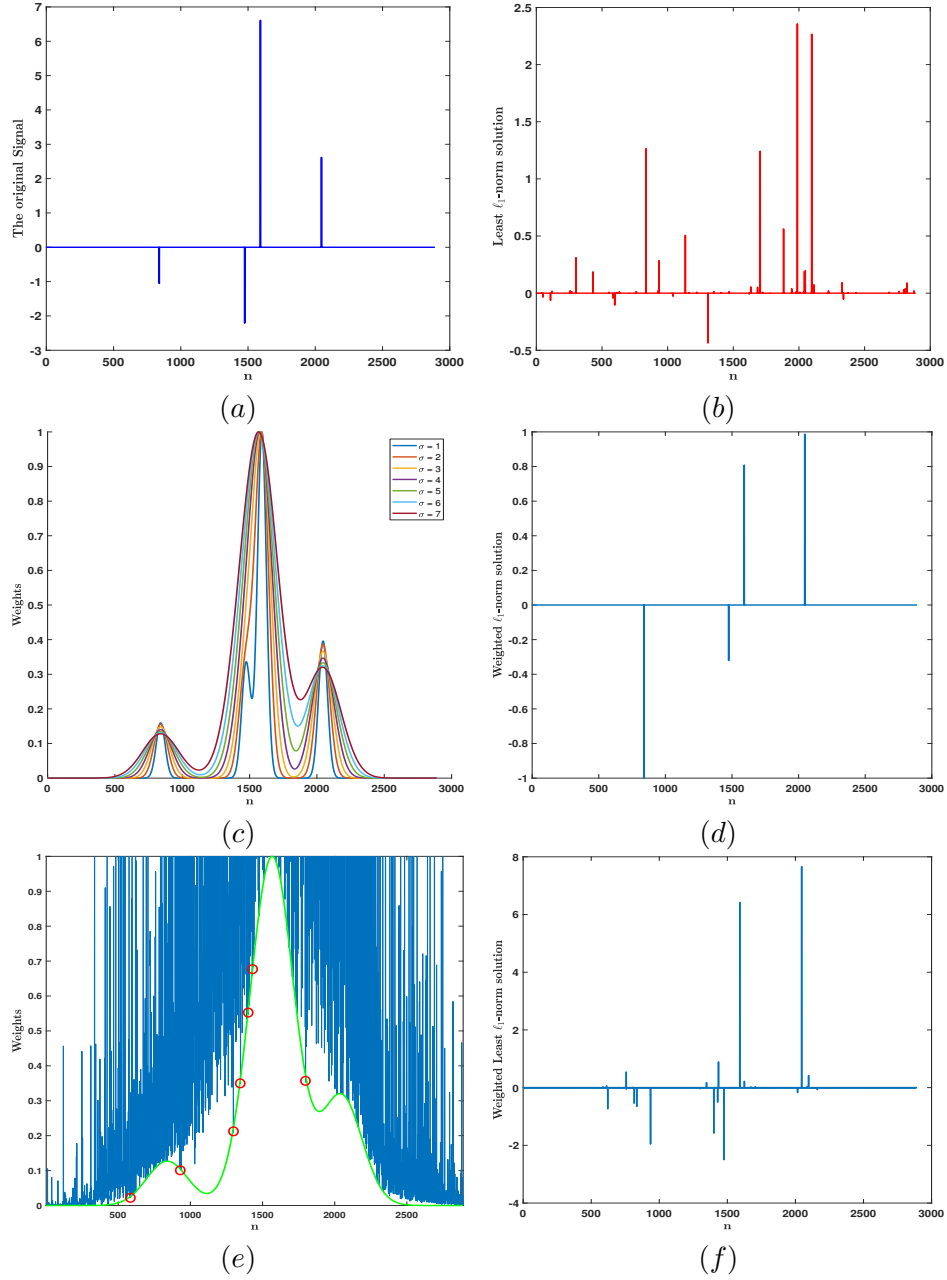 7
6
5
4
3
2
1
0
-1
-2
-3
The original Signal
0 500 1000 1500 2000 2500 3000
n
(a)
2.5
2
1.5
1
0.5
0
-0.5
Least ℓ₁-norm solution
0 500 1000 1500 2000 2500 3000
n
(b)
1
0.9
0.8
0.7
0.6
0.5
0.4
0.3
0.2
0.1
0
Weights
σ = 1
σ = 2
σ = 3
σ = 4
σ = 5
σ = 6
σ = 7
0 500 1000 1500 2000 2500 3000
n
(c)
1
0.8
0.6
0.4
0.2
0
-0.2
-0.4
-0.6
-0.8
-1
Weighted ℓ₁-norm solution
0 500 1000 1500 2000 2500 3000
n
(d)
1
0.9
0.8
0.7
0.6
0.5
0.4
0.3
0.2
0.1
0
Weights
500 1000 1500 2000 2500
n
(e)
8
6
4
2
0
-2
-4
Weighted Least ℓ₁-norm solution
0 500 1000 1500 2000 2500 3000
n
(f)